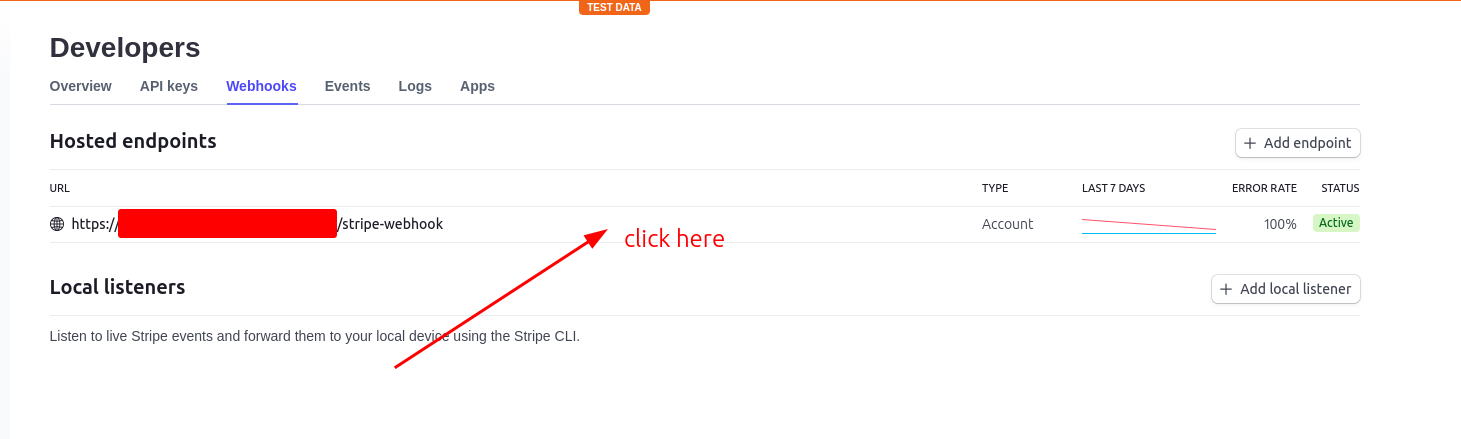 TEST DATA
Developers
Overview API keys Webhooks Events Logs Apps
Hosted endpoints + Add endpoint
URL TYPE LAST 7 DAYS ERROR RATE STATUS
https:// /stripe-webhook Account 100% Active
click here
Local listeners + Add local listener
Listen to live Stripe events and forward them to your local device using the Stripe CLI.